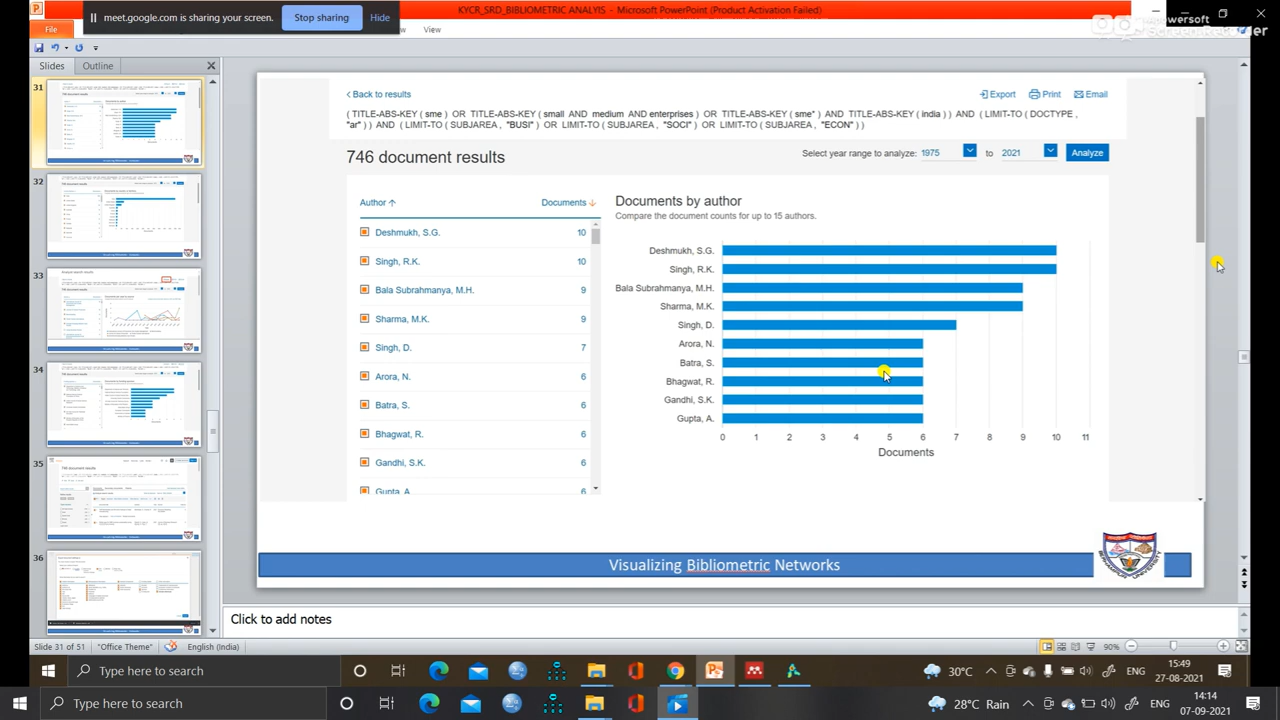 KYCR_SRD_BIBLIOMETRIC ANALYIS - Microsoft PowerPoint (Product Activation Failed)
meet.google.com is sharing your screen.
Stop sharing
Hide
File
View
Slides
Outline
31
32
33
34
35
36
746 document results
Back to results
Export
Print
Email
TITLE-ABS-KEY ( sme ) OR TITLE-ABS-KEY ( small AND medium AND enterprises ) OR TITLE-ABS-KEY ( sme* ) AND TITLE-ABS-KEY ( india ) AND ( LIMIT-TO ( DOCTYPE ,
"ar" ) ) AND ( LIMIT-TO ( SUBJAREA , "BUSI" ) OR LIMIT-TO ( SUBJAREA , "SOCI" ) OR LIMIT-TO ( SUBJAREA , "ECON" ) )
746 document results
Select year range to analyze: 1975 to 2021 Analyze
Author Documents
Deshmukh, S.G. 10
Singh, R.K. 10
Bala Subrahmanya, M.H. 9
Sharma, M.K. 9
Singh, D. 7
Arora, N. 6
Batra, S. 6
Bhagwat, R. 6
Gandhi, S.K. 6
Gupta, A. 6
Documents by author
Compare the document counts for up to 15 authors.
Deshmukh, S.G.
Singh, R.K.
Bala Subrahmanya, M.H.
Sharma, M.K.
Singh, D.
Arora, N.
Batra, S.
Bhagwat, R.
Gandhi, S.K.
Gupta, A.
0 1 2 3 4 5 6 7 8 9 10 11
Documents
Visualizing Bibliometric Networks
Click to add notes
Slide 31 of 51
"Office Theme"
English (India)
90%
Type here to search
30°C
ENG
15:49
27-08-2021
Type here to search
28°C Rain
ENG
14:14
07-09-2021